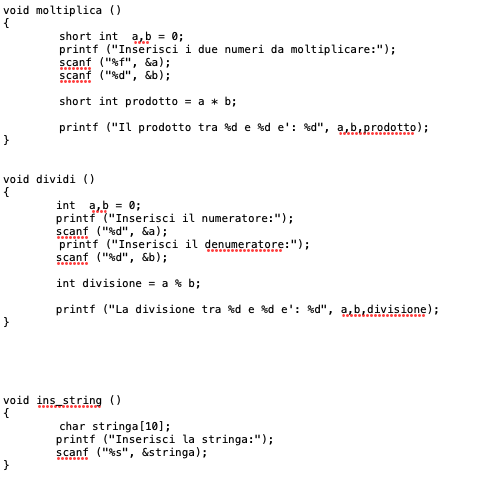 void moltiplica ()
{
short int  a,b = 0;
printf ("Inserisci i due numeri da moltiplicare:");
scanf ("%f", &a);
scanf ("%d", &b);
short int prodotto = a * b;
printf ("Il prodotto tra %d e %d e': %d", a,b,prodotto);
}
void dividi ()
{
int  a,b = 0;
printf ("Inserisci il numeratore:");
scanf ("%d", &a);
printf ("Inserisci il denumeratore:");
scanf ("%d", &b);
int divisione = a % b;
printf ("La divisione tra %d e %d e': %d", a,b,divisione);
}
void ins_string ()
{
char stringa[10];
printf ("Inserisci la stringa:");
scanf ("%s", &stringa);
}